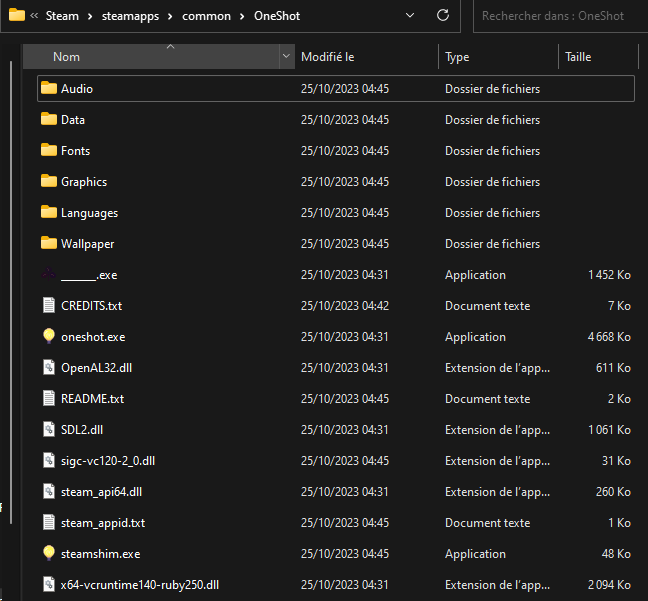 « Steam > steamapps > common > OneShot Rechercher dans : OneShot
Nom Modifié le Type Taille
Audio 25/10/2023 04:45 Dossier de fichiers
Data 25/10/2023 04:45 Dossier de fichiers
Fonts 25/10/2023 04:45 Dossier de fichiers
Graphics 25/10/2023 04:45 Dossier de fichiers
Languages 25/10/2023 04:45 Dossier de fichiers
Wallpaper 25/10/2023 04:45 Dossier de fichiers
______.exe 25/10/2023 04:31 Application 1 452 Ko
CREDITS.txt 25/10/2023 04:42 Document texte 7 Ko
oneshot.exe 25/10/2023 04:31 Application 4 668 Ko
OpenAL32.dll 25/10/2023 04:31 Extension de l'app... 611 Ko
README.txt 25/10/2023 04:45 Document texte 2 Ko
SDL2.dll 25/10/2023 04:31 Extension de l'app... 1 061 Ko
sigc-vc120-2_0.dll 25/10/2023 04:45 Extension de l'app... 31 Ko
steam_api64.dll 25/10/2023 04:31 Extension de l'app... 260 Ko
steam_appid.txt 25/10/2023 04:45 Document texte 1 Ko
steamshim.exe 25/10/2023 04:45 Application 48 Ko
x64-vcruntime140-ruby250.dll 25/10/2023 04:31 Extension de l'app... 2 094 Ko